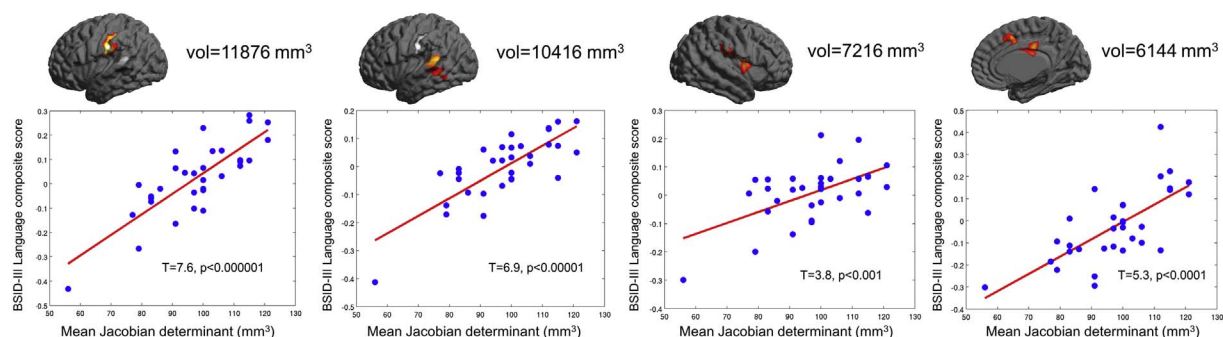 vol=11876 mm³
vol=10416 mm³
vol=7216 mm³
vol=6144 mm³
BSID-III Language composite score
0.3
0.2
0.1
0
-0.1
-0.2
-0.3
-0.4
-0.5
T=7.6, p<0.000001
50 60 70 80 90 100 110 120 130
Mean Jacobian determinant (mm³)
BSID-III Language composite score
0.2
0.1
0
-0.1
-0.2
-0.3
-0.4
-0.5
T=6.9, p<0.00001
50 60 70 80 90 100 110 120 130
Mean Jacobian determinant (mm³)
BSID-III Language composite score
0.3
0.2
0.1
0
-0.1
-0.2
-0.3
-0.4
T=3.8, p<0.001
50 60 70 80 90 100 110 120 130
Mean Jacobian determinant (mm³)
BSID-III Language composite score
0.5
0.4
0.3
0.2
0.1
0
-0.1
-0.2
-0.3
-0.4
T=5.3, p<0.0001
50 60 70 80 90 100 110 120 130
Mean Jacobian determinant (mm³)